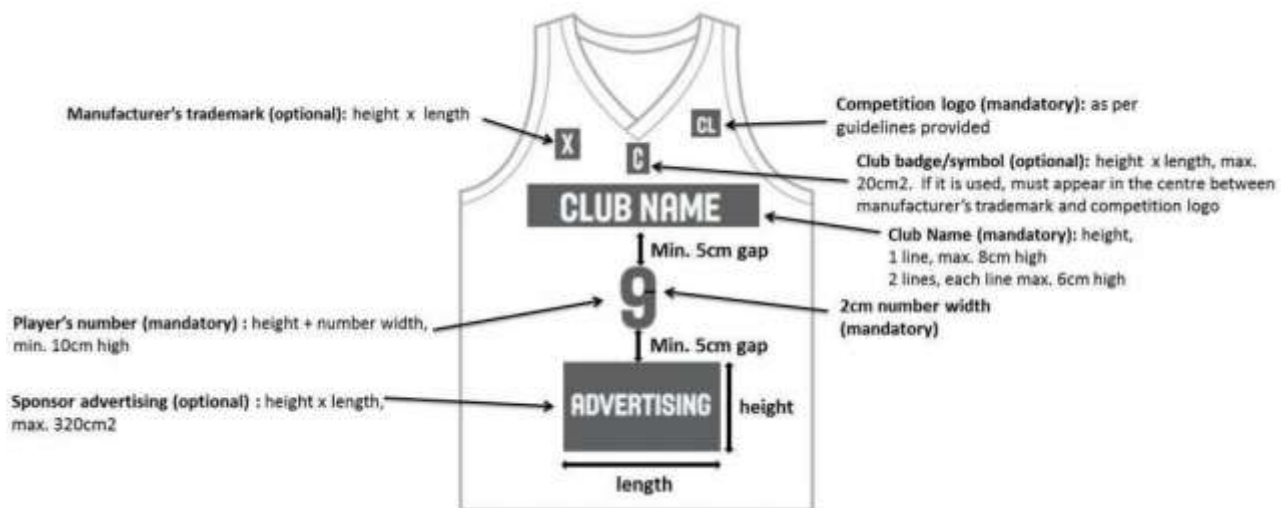 Manufacturer's trademark (optional): height x length
X
CL
Competition logo (mandatory): as per
guidelines provided
C
Club badge/symbol (optional): height x length, max.
20cm2. If it is used, must appear in the centre between
manufacturer's trademark and competition logo
CLUB NAME
Club Name (mandatory): height,
1 line, max. 8cm high
2 lines, each line max. 6cm high
Min. 5cm gap
9
2cm number width
(mandatory)
Player's number (mandatory) : height + number width,
min. 10cm high
Min. 5cm gap
Sponsor advertising (optional) : height x length,
max. 320cm2
ADVERTISING
height
length